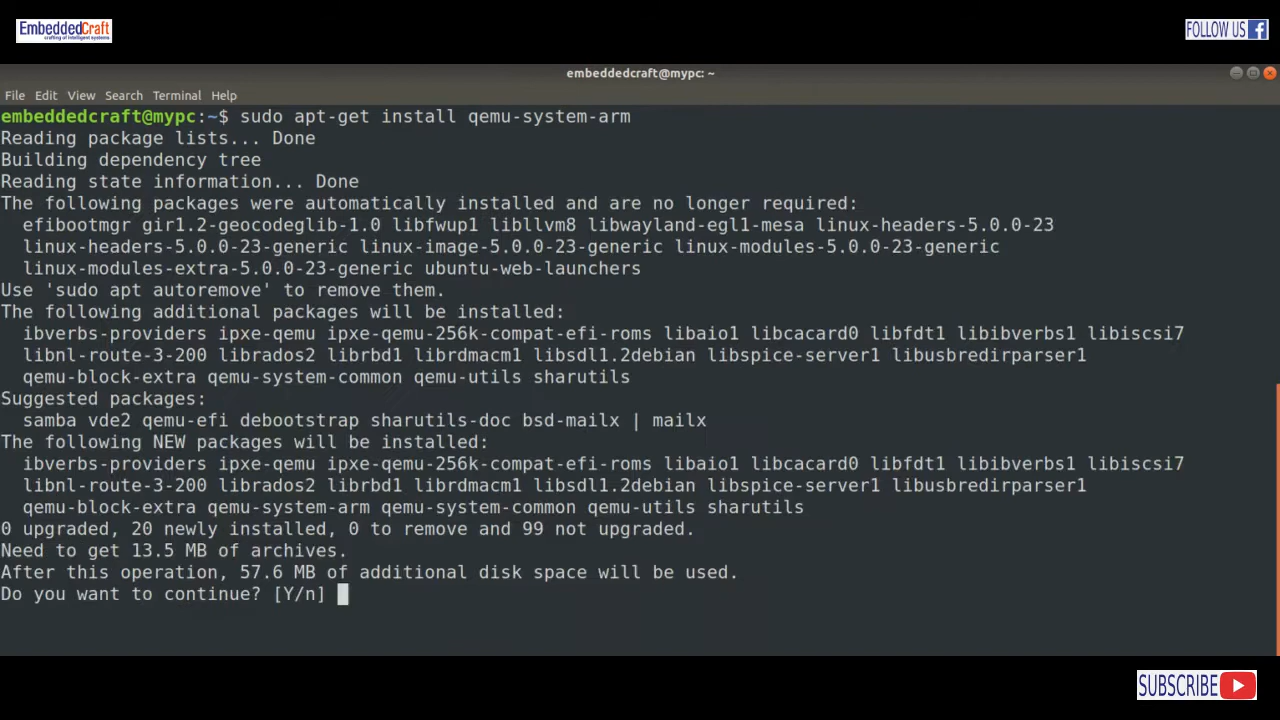 EmbeddedCraft
crafting of intelligent systems
FOLLOW US f
embeddedcraft@mypc: ~
File Edit View Search Terminal Help
embeddedcraft@mypc:~$ sudo apt-get install qemu-system-arm
Reading package lists... Done
Building dependency tree
Reading state information... Done
The following packages were automatically installed and are no longer required:
  efibootmgr gir1.2-geocodeglib-1.0 libfwup1 libllvm8 libwayland-egl1-mesa linux-headers-5.0.0-23
  linux-headers-5.0.0-23-generic linux-image-5.0.0-23-generic linux-modules-5.0.0-23-generic
  linux-modules-extra-5.0.0-23-generic ubuntu-web-launchers
Use 'sudo apt autoremove' to remove them.
The following additional packages will be installed:
  ibverbs-providers ipxe-qemu ipxe-qemu-256k-compat-efi-roms libaio1 libcacard0 libfdt1 libibverbs1 libiscsi7
  libnl-route-3-200 librados2 librbd1 librdmacm1 libsdl1.2debian libspice-server1 libusbredirparser1
  qemu-block-extra qemu-system-common qemu-utils sharutils
Suggested packages:
  samba vde2 qemu-efi debootstrap sharutils-doc bsd-mailx | mailx
The following NEW packages will be installed:
  ibverbs-providers ipxe-qemu ipxe-qemu-256k-compat-efi-roms libaio1 libcacard0 libfdt1 libibverbs1 libiscsi7
  libnl-route-3-200 librados2 librbd1 librdmacm1 libsdl1.2debian libspice-server1 libusbredirparser1
  qemu-block-extra qemu-system-arm qemu-system-common qemu-utils sharutils
0 upgraded, 20 newly installed, 0 to remove and 99 not upgraded.
Need to get 13.5 MB of archives.
After this operation, 57.6 MB of additional disk space will be used.
Do you want to continue? [Y/n]
SUBSCRIBE